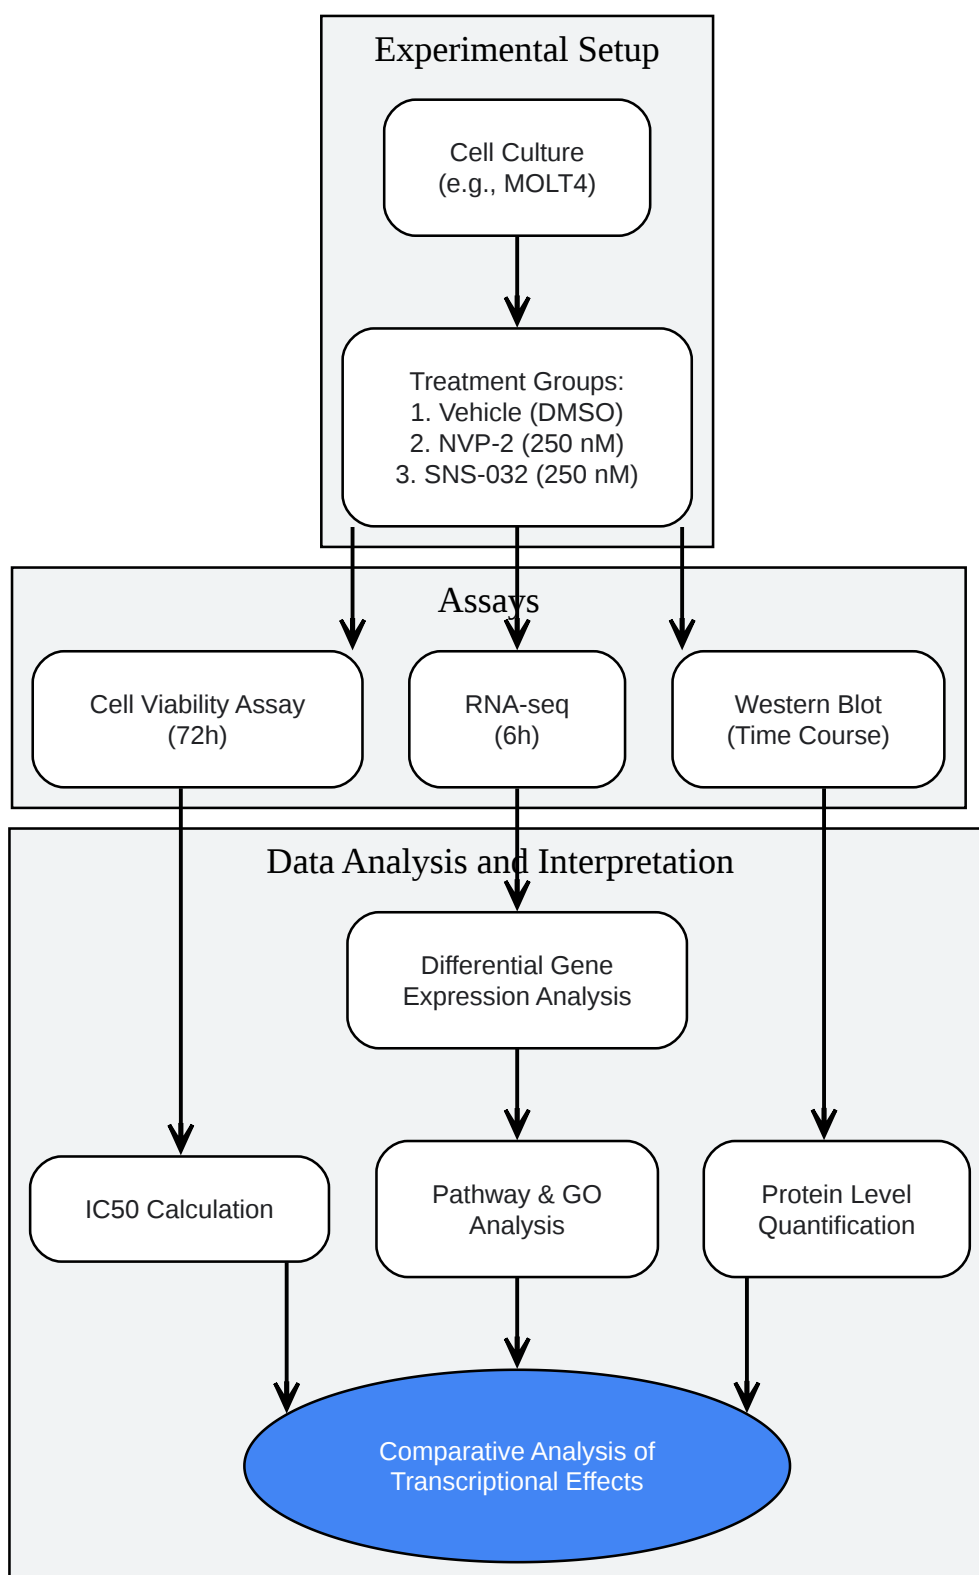 Experimental Setup
Cell Culture
(e.g., MOLT4)
Treatment Groups:
1. Vehicle (DMSO)
2. NVP-2 (250 nM)
3. SNS-032 (250 nM)
Assays
Cell Viability Assay
(72h)
RNA-seq
(6h)
Western Blot
(Time Course)
Data Analysis and Interpretation
Differential Gene
Expression Analysis
IC50 Calculation
Pathway & GO
Analysis
Protein Level
Quantification
Comparative Analysis of
Transcriptional Effects